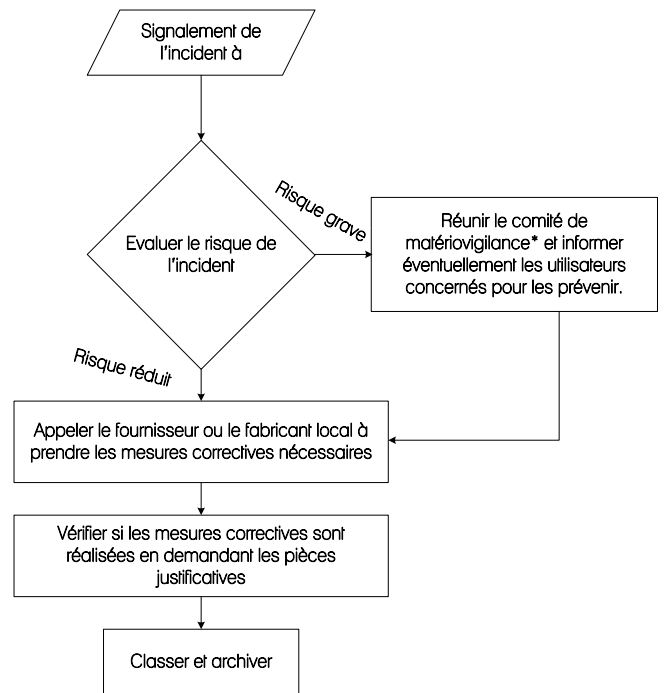 Signalement de
l'incident à
Evaluer le risque de
l'incident
Risque grave
Réunir le comité de
matériovigilance* et informer
éventuellement les utilisateurs
concernés pour les prévenir.
Risque réduit
Appeler le fournisseur ou le fabricant local à
prendre les mesures correctives nécessaires
Vérifier si les mesures correctives sont
réalisées en demandant les pièces
justificatives
Classer et archiver